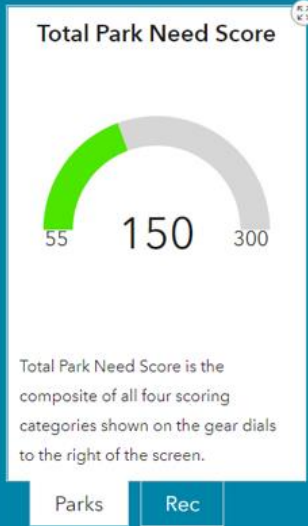 Total Park Need Score
150
55
300
Total Park Need Score is the
composite of all four scoring
categories shown on the gear dials
to the right of the screen.
Parks
Rec